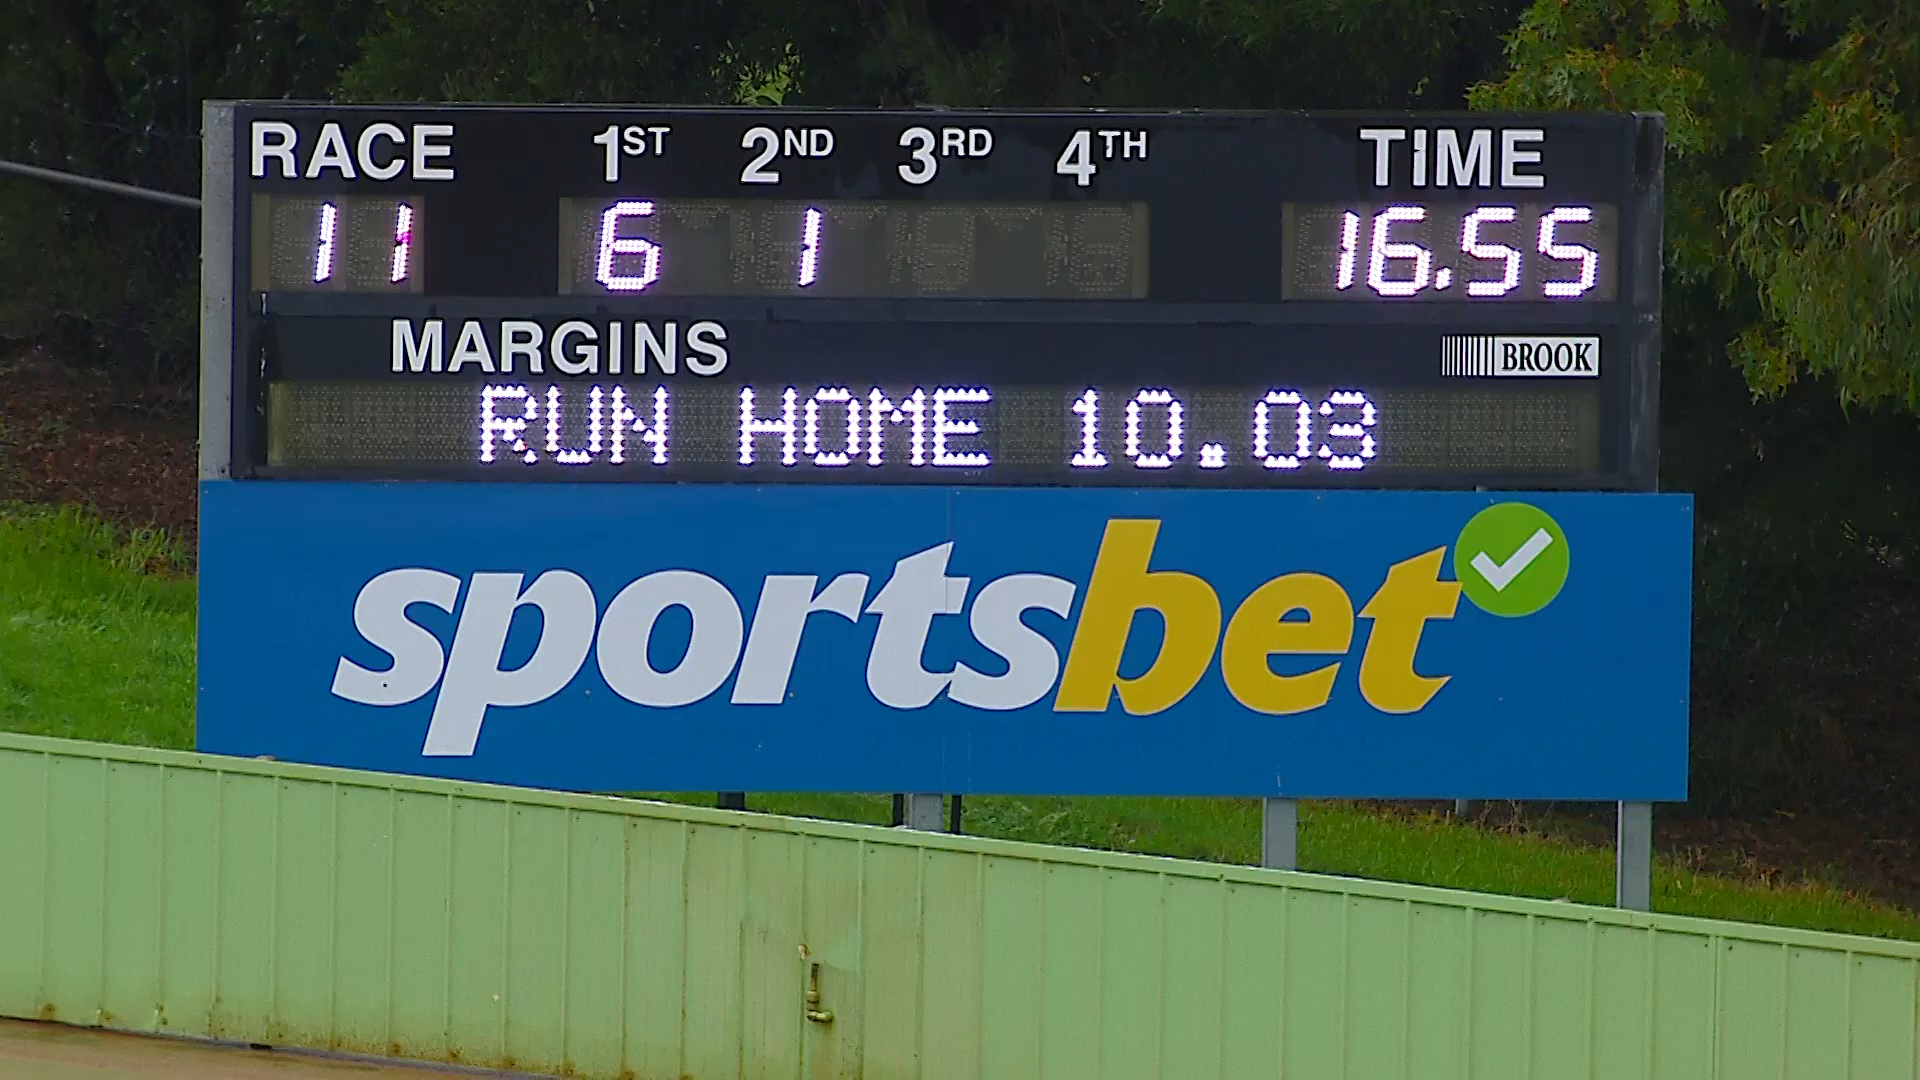 RACE 1ST 2ND 3RD 4TH TIME
11 6 1 16.55
MARGINS BROOK
RUN HOME 10.03
sportsbet